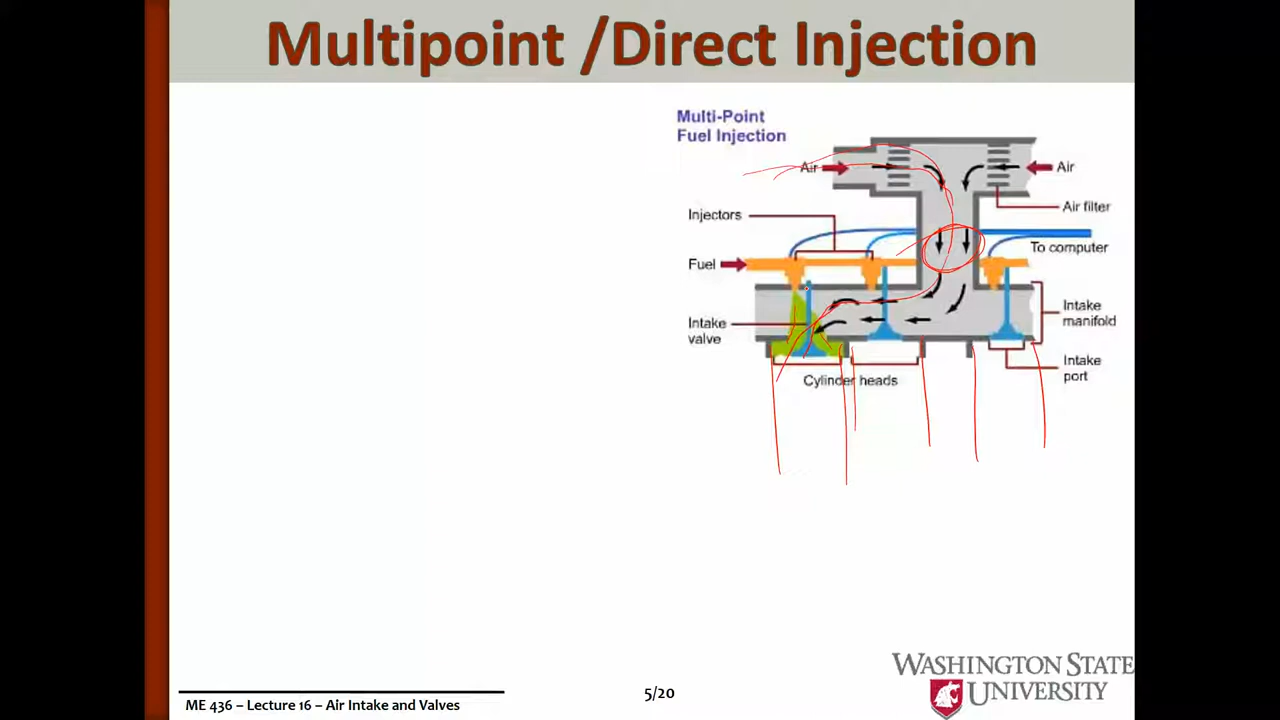 Multipoint /Direct Injection
Multi-Point
Fuel Injection
Air
Air
Air filter
Injectors
To computer
Fuel
Intake
manifold
Intake
valve
Intake
port
Cylinder heads
WASHINGTON STATE
UNIVERSITY
5/20
ME 436 – Lecture 16 – Air Intake and Valves